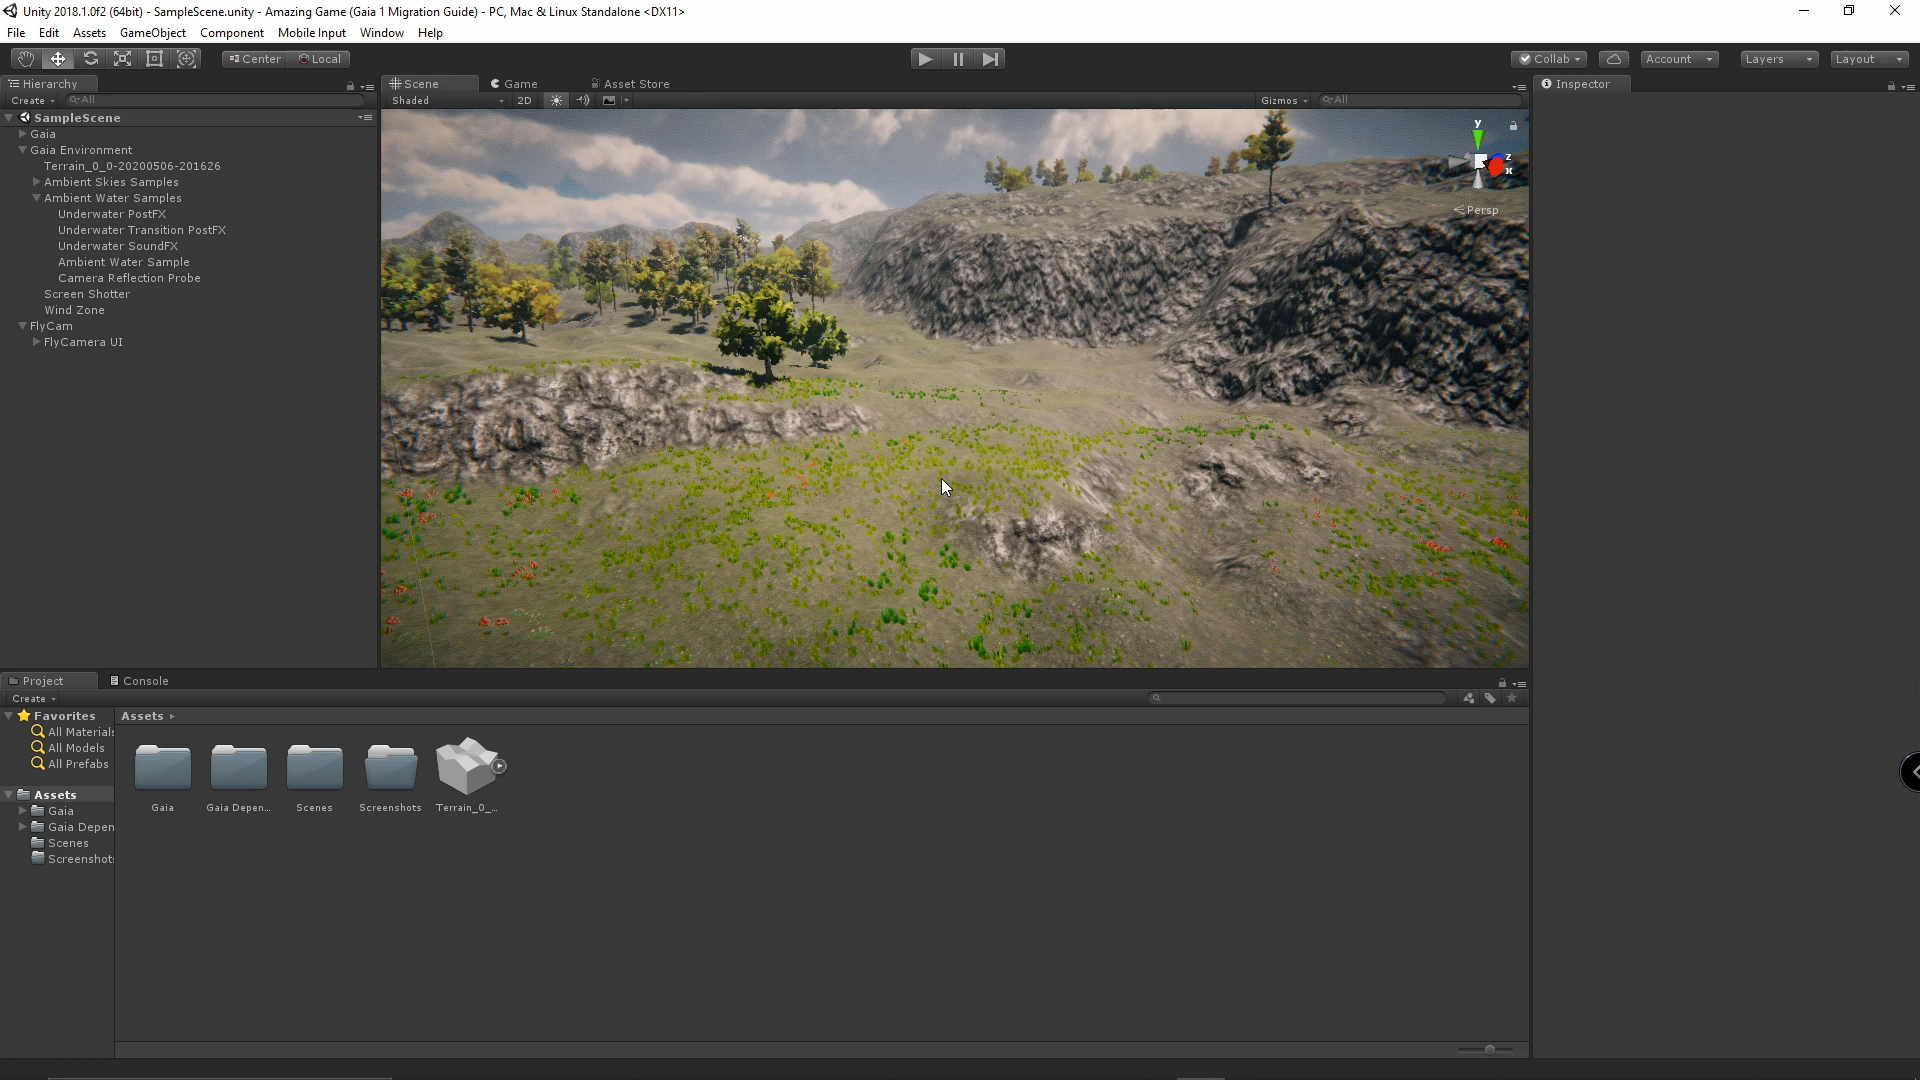 Unity 2018.1.0f2 (64bit) - SampleScene.unity - Amazing Game (Gaia 1 Migration Guide) - PC, Mac & Linux Standalone <DX11>
File Edit Assets GameObject Component Mobile Input Window Help
Center Local Collab Account Layers Layout
Hierarchy
Create All
SampleScene
Gaia
Gaia Environment
Terrain_0_0-20200506-201626
Ambient Skies Samples
Ambient Water Samples
Underwater PostFX
Underwater Transition PostFX
Underwater SoundFX
Ambient Water Sample
Camera Reflection Probe
Screen Shotter
Wind Zone
FlyCam
FlyCamera UI
Scene Game Asset Store
Shaded 2D Gizmos All
y
z
x
Persp
Inspector
Project Console
Create
Favorites
All Materials
All Models
All Prefabs
Assets
Gaia
Gaia Depen
Scenes
Screenshots
Assets
Gaia Gaia Depen... Scenes Screenshots Terrain_0_...